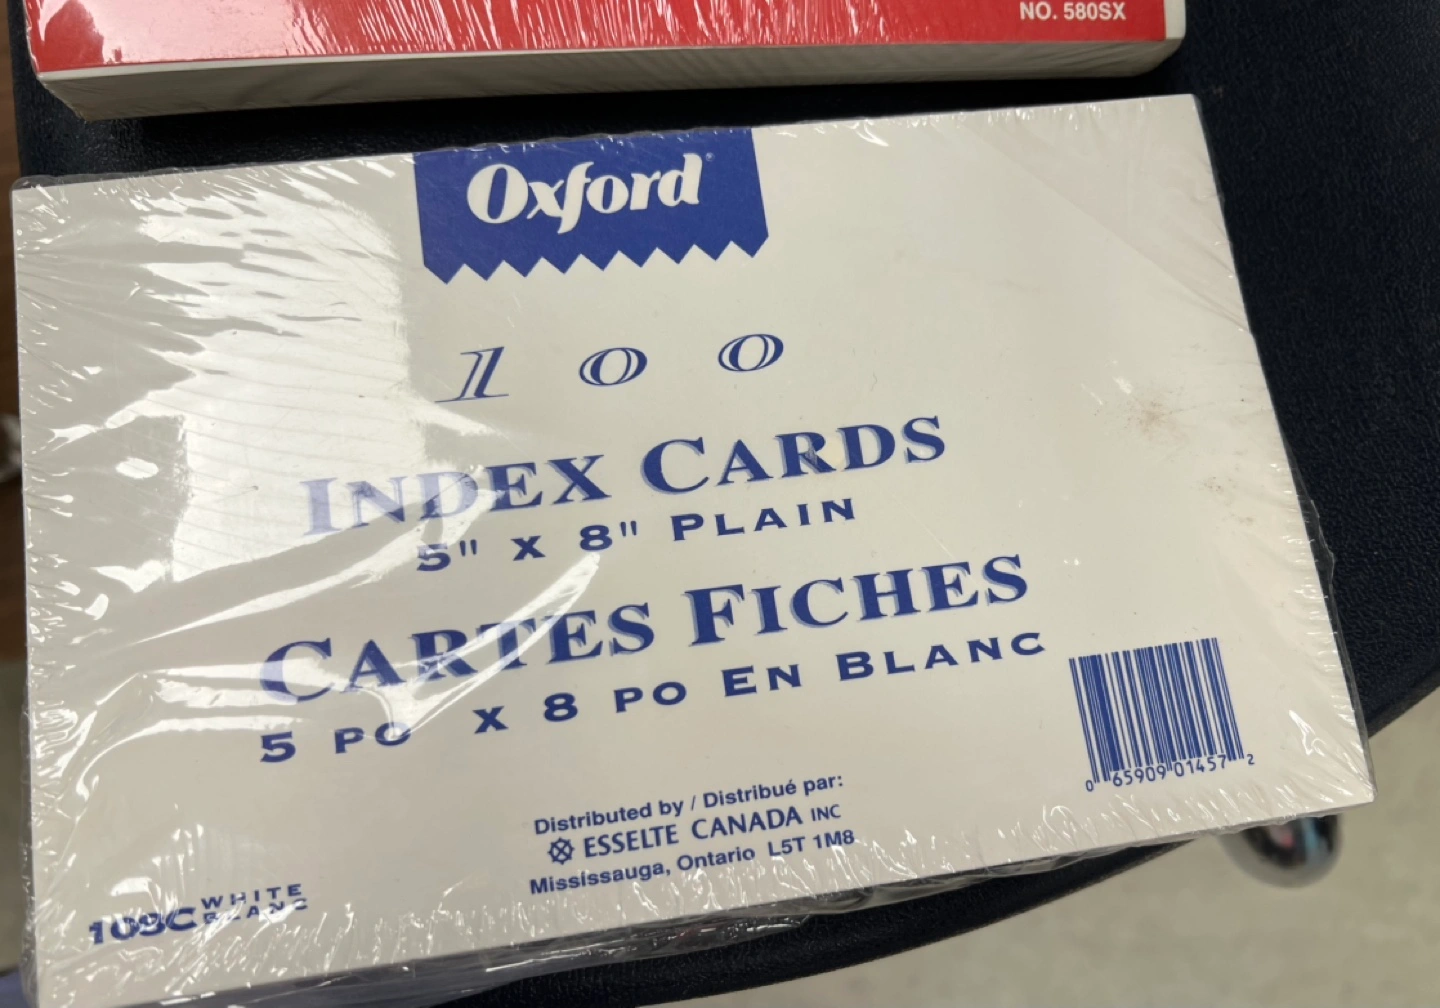 NO. 580SX
Oxford
100
INDEX CARDS
5" X 8" PLAIN
CARTES FICHES
5 PO X 8 PO EN BLANC
Distributed by / Distribué par:
ESSELTE CANADA INC
Mississauga, Ontario L5T 1M8
WHITE
BLANC
0 65909 01457 2